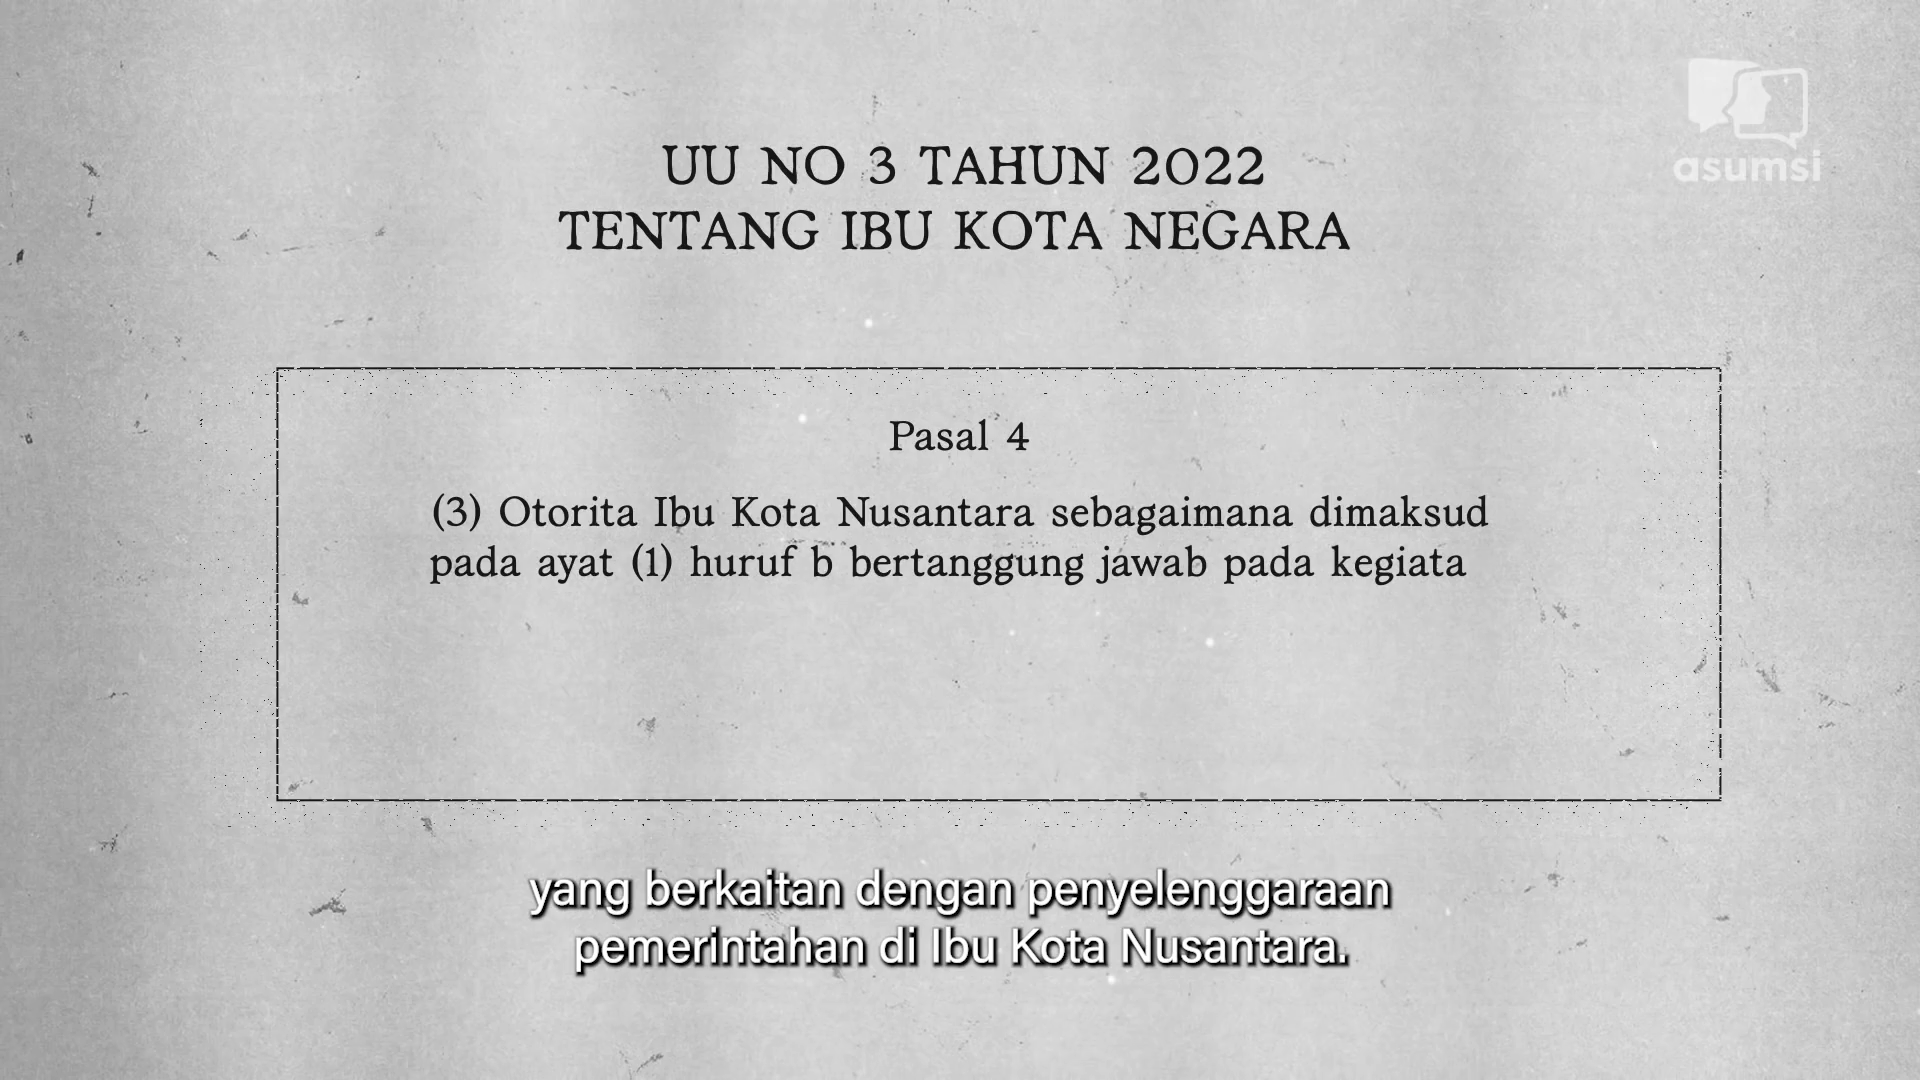 asumsi
UU NO 3 TAHUN 2022
TENTANG IBU KOTA NEGARA
Pasal 4
(3) Otorita Ibu Kota Nusantara sebagaimana dimaksud
pada ayat (1) huruf b bertanggung jawab pada kegiata
yang berkaitan dengan penyelenggaraan
pemerintahan di Ibu Kota Nusantara.